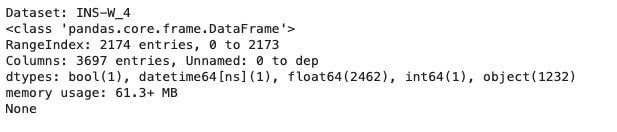 Dataset: INS-W_4
<class 'pandas.core.frame.DataFrame'>
RangeIndex: 2174 entries, 0 to 2173
Columns: 3697 entries, Unnamed: 0 to dep
dtypes: bool(1), datetime64[ns](1), float64(2462), int64(1), object(1232)
memory usage: 61.3+ MB
None